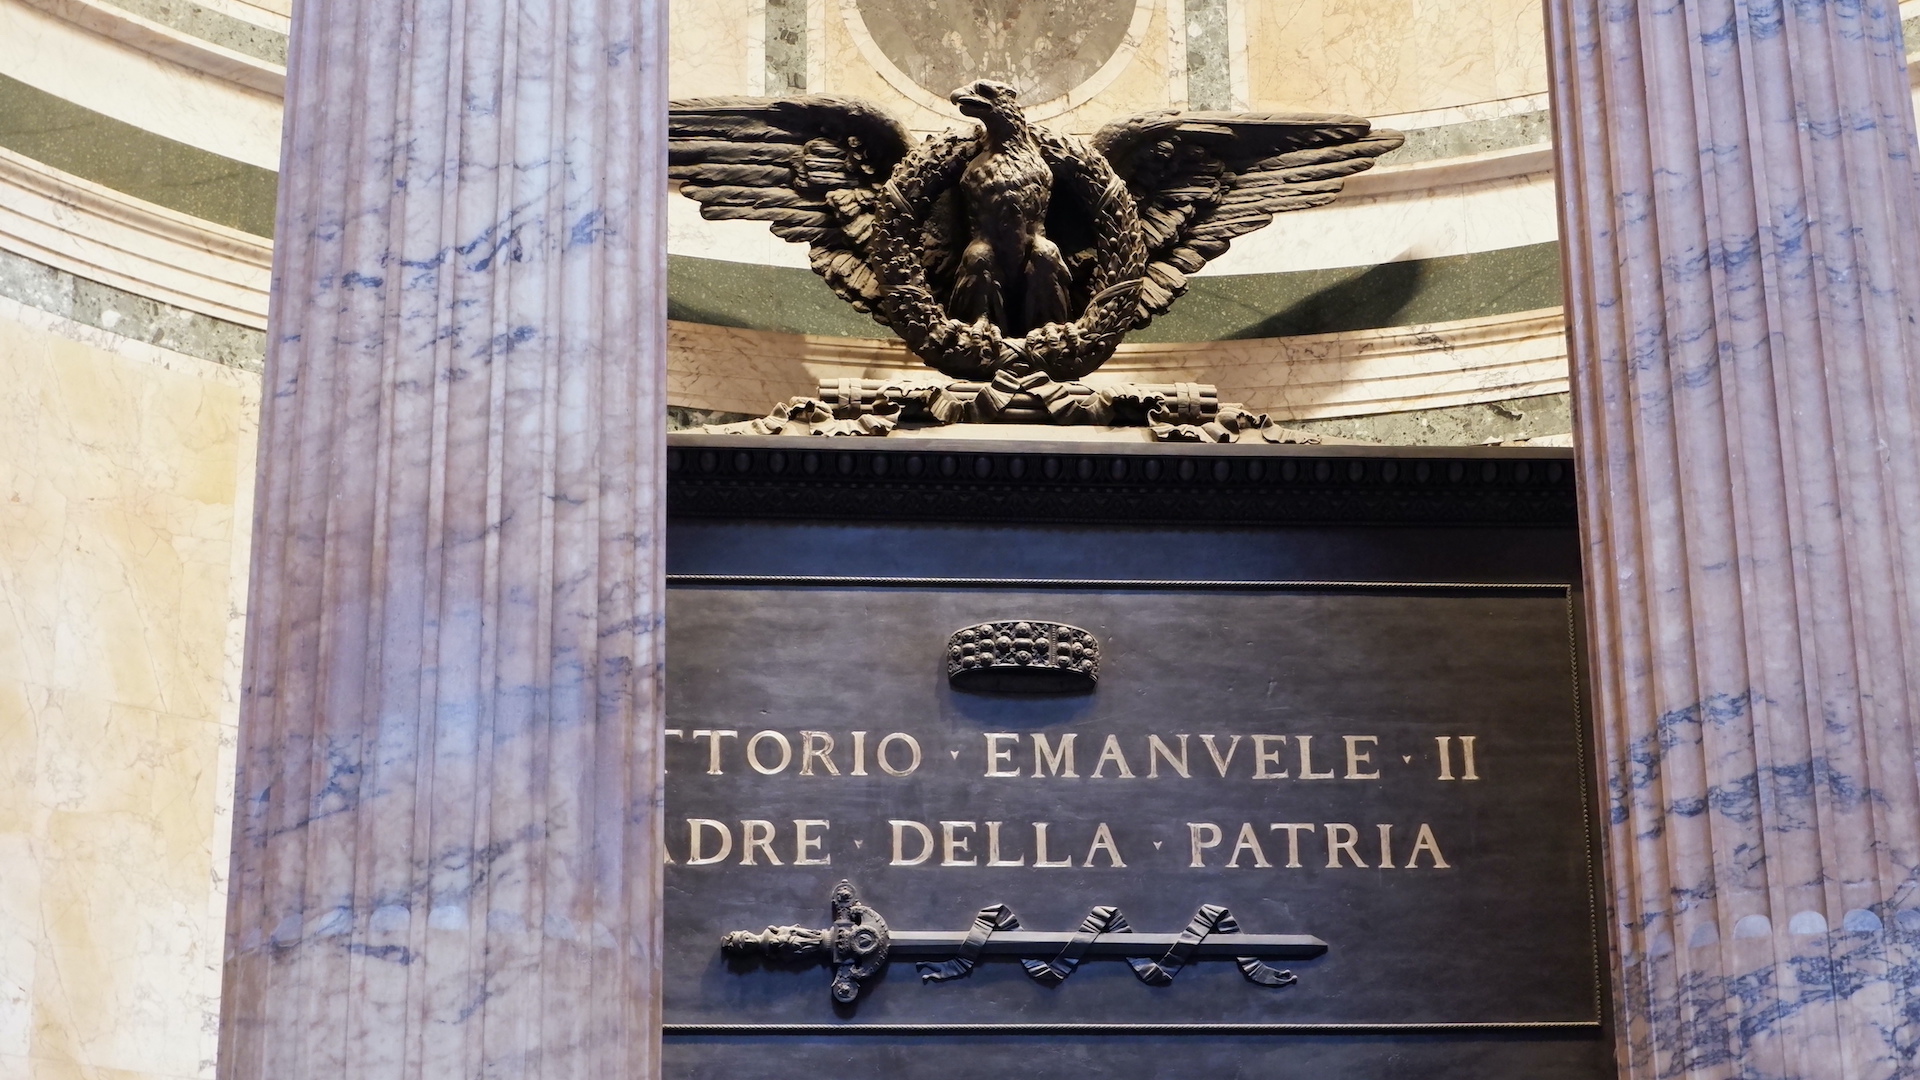 TTORIO · EMANVELE · II
ADRE · DELLA · PATRIA